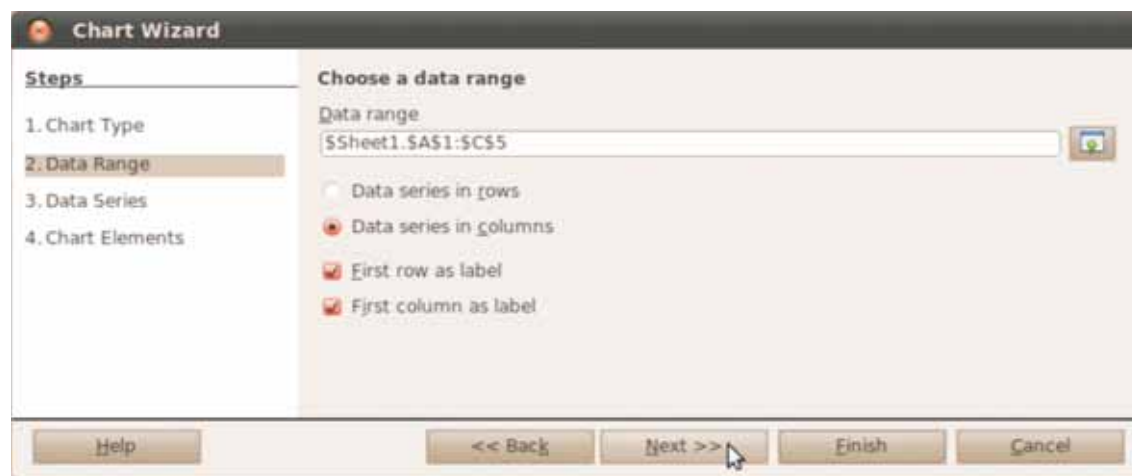 Chart Wizard
Steps
1. Chart Type
2. Data Range
3. Data Series
4. Chart Elements
Choose a data range
Data range
$Sheet1.$A$1:$C$5
Data series in rows
Data series in columns
First row as label
First column as label
Help
<< Back
Next >>
Finish
Cancel